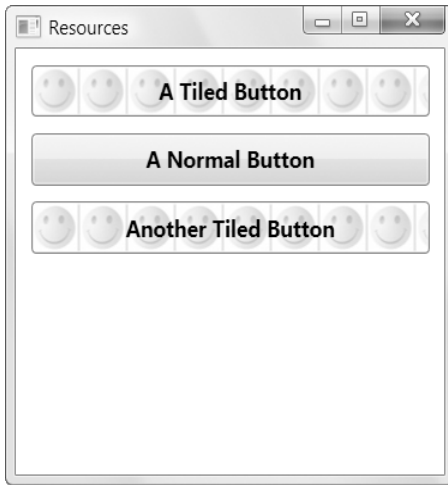 Resources
A Tiled Button
A Normal Button
Another Tiled Button